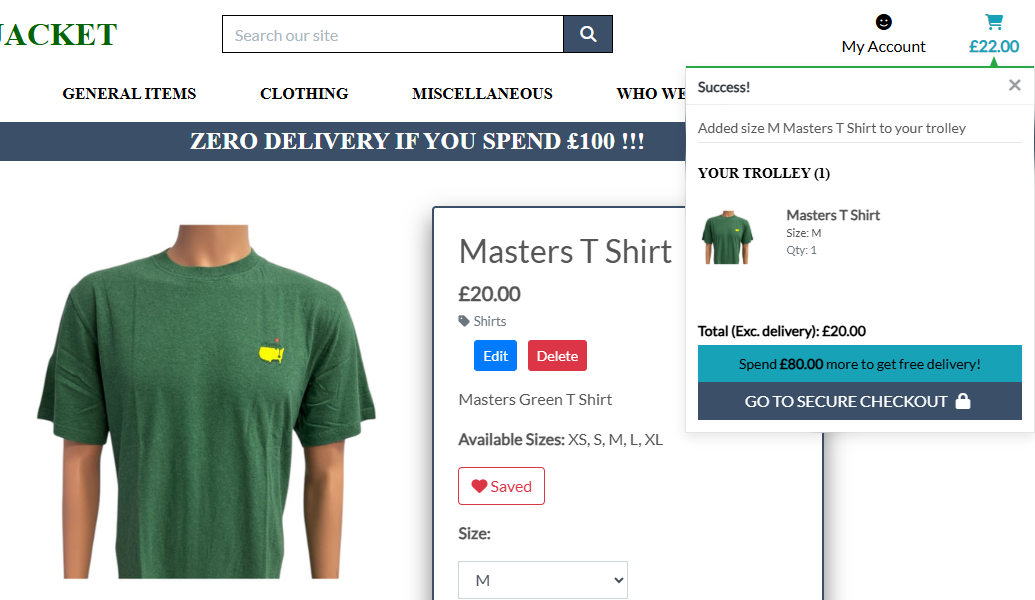 JACKET
Search our site
My Account
£22.00
GENERAL ITEMS CLOTHING MISCELLANEOUS WHO WE
ZERO DELIVERY IF YOU SPEND £100 !!!
Success!
×
Added size M Masters T Shirt to your trolley
YOUR TROLLEY (1)
Masters T Shirt
Size: M
Qty: 1
Total (Exc. delivery): £20.00
Spend £80.00 more to get free delivery!
GO TO SECURE CHECKOUT
Masters T Shirt
£20.00
Shirts
Edit Delete
Masters Green T Shirt
Available Sizes: XS, S, M, L, XL
Saved
Size:
M